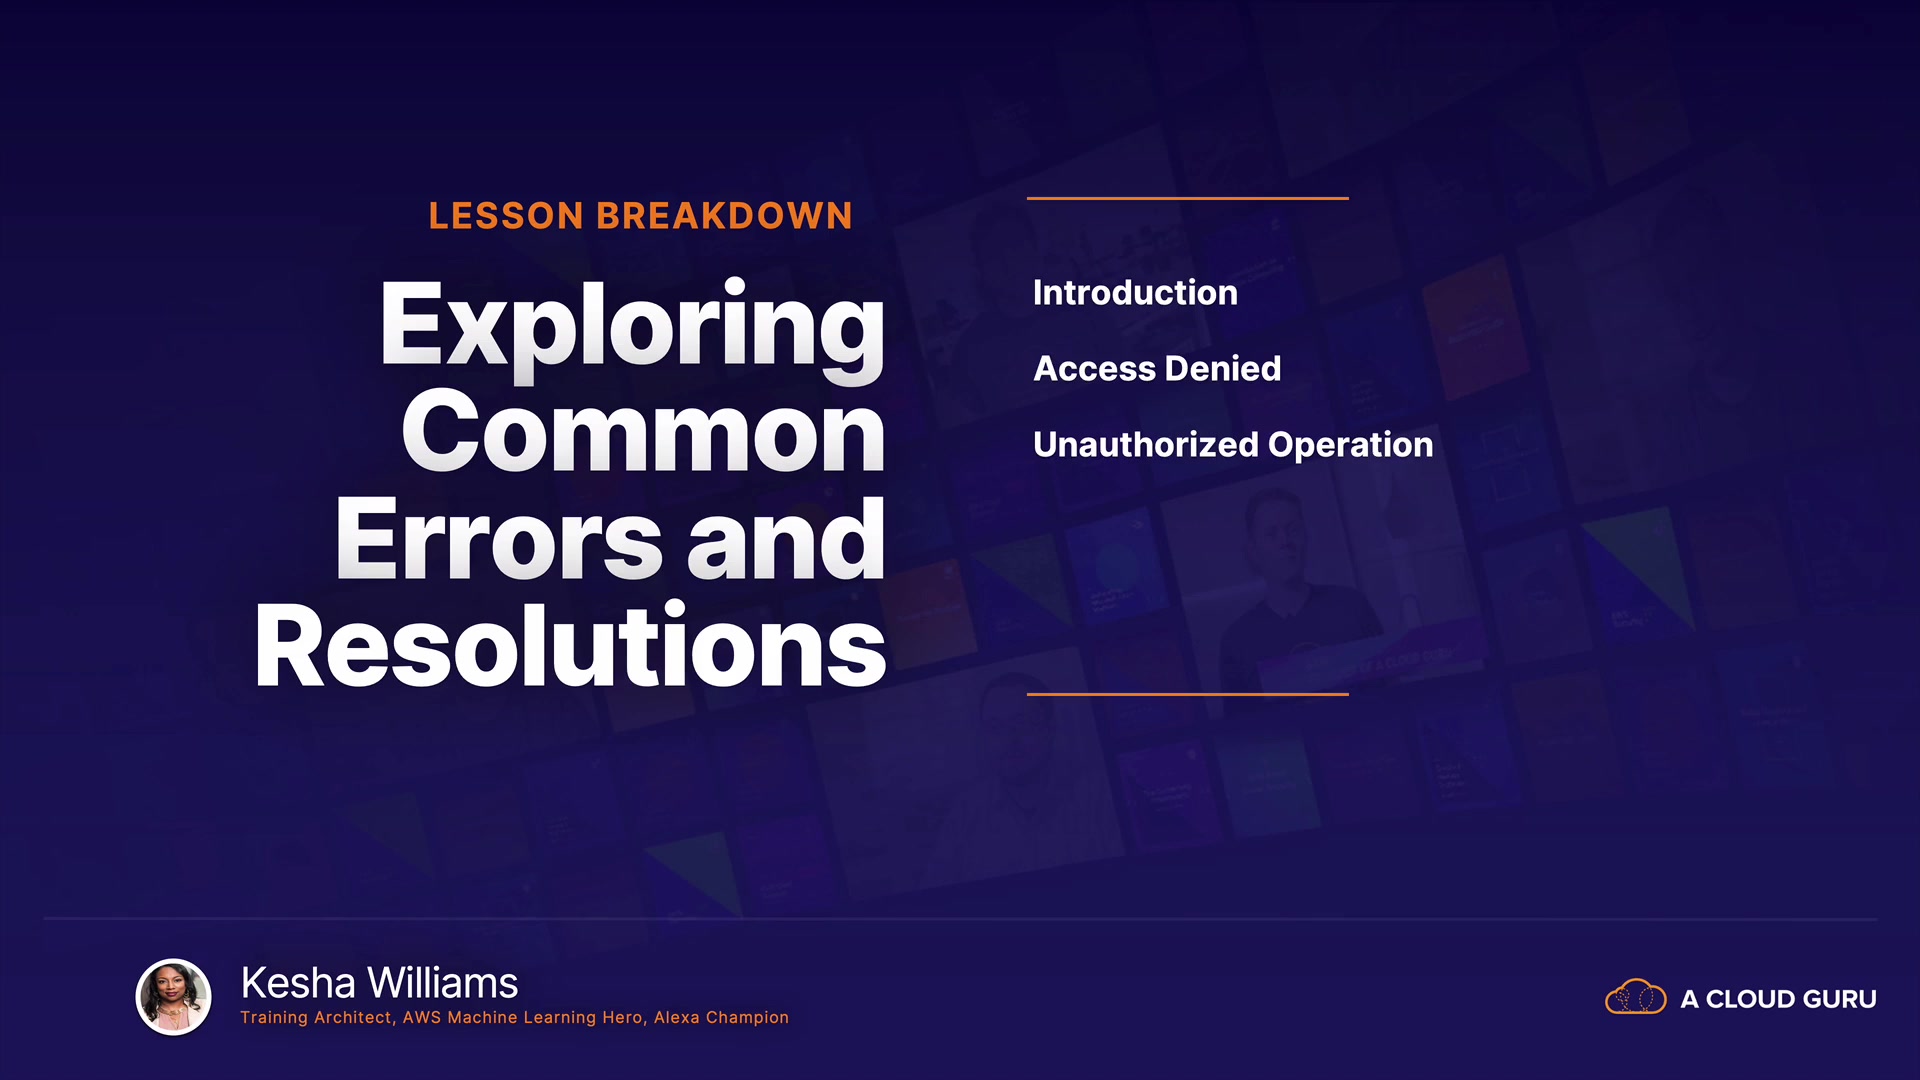 LESSON BREAKDOWN
Exploring
Common
Errors and
Resolutions
Introduction
Access Denied
Unauthorized Operation
Kesha Williams
Training Architect, AWS Machine Learning Hero, Alexa Champion
A CLOUD GURU